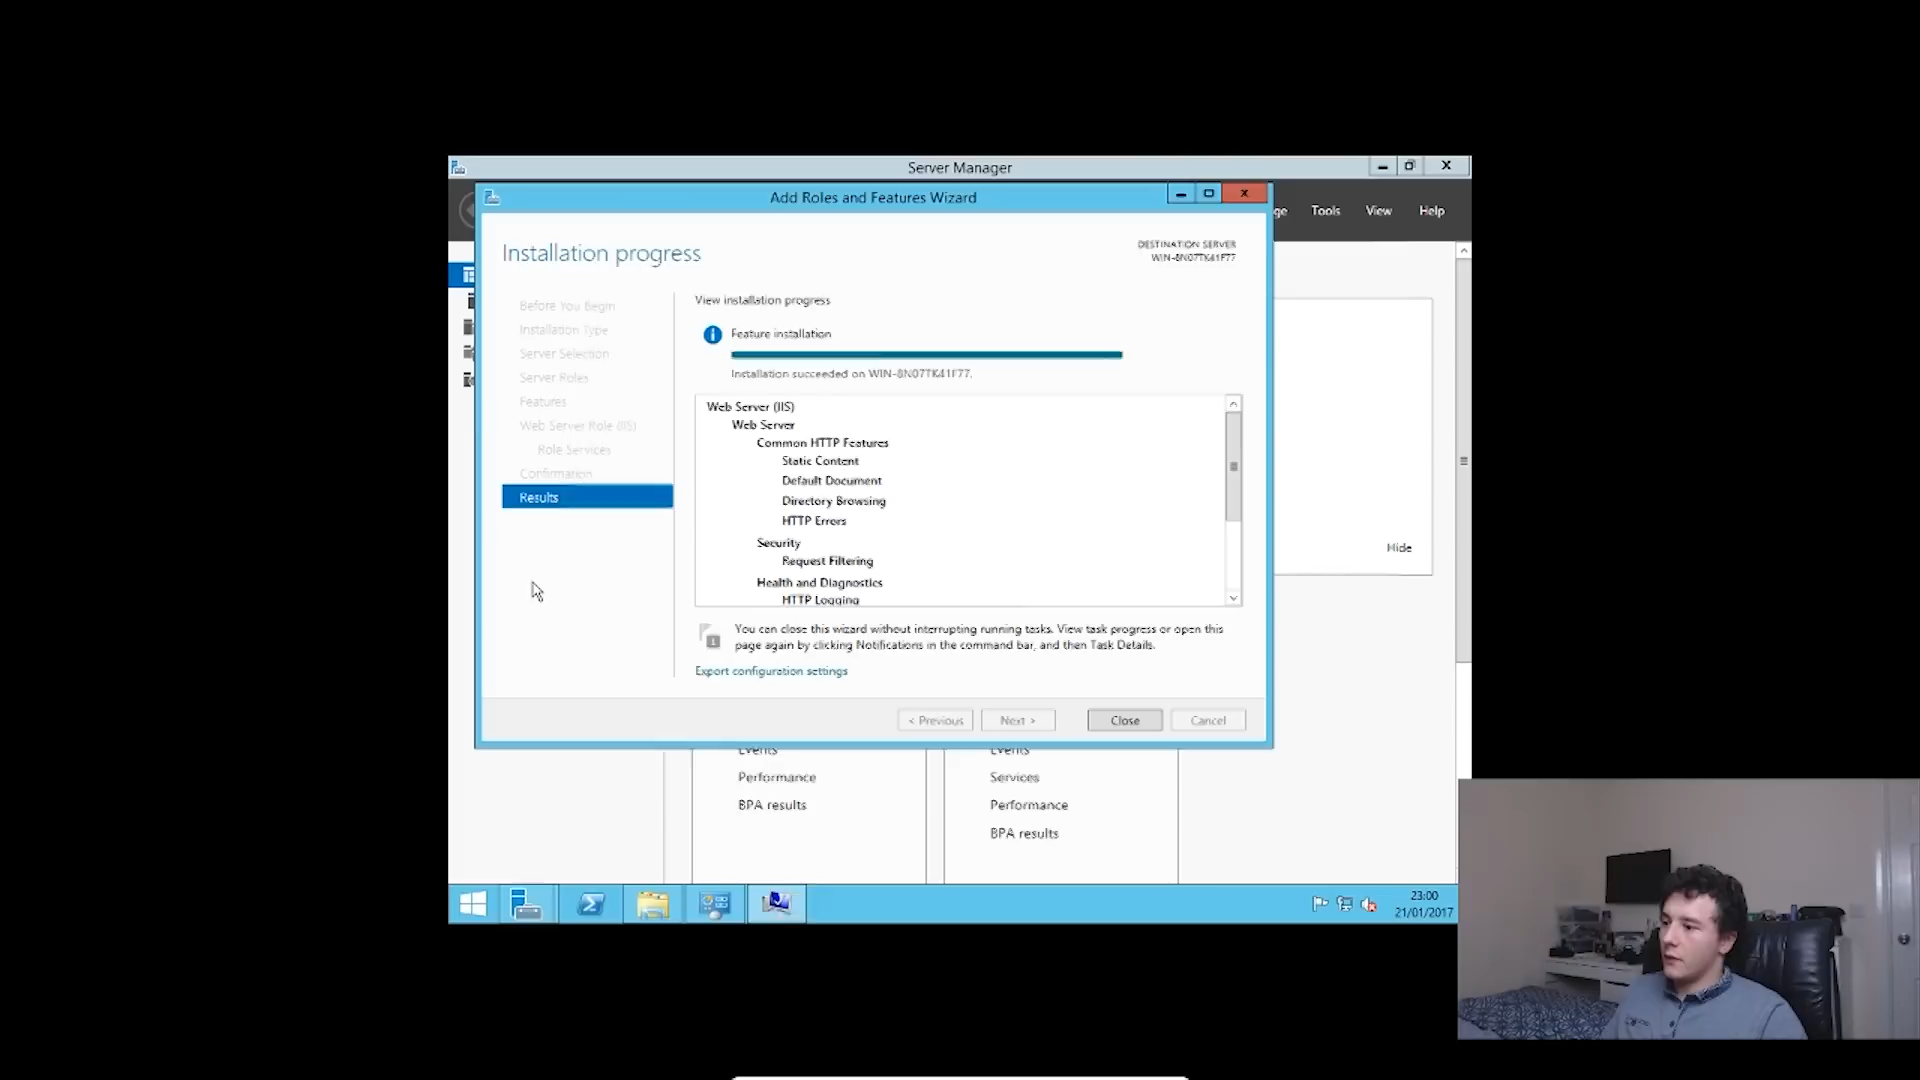 Server Manager
Add Roles and Features Wizard
ge
Tools
View
Help
Installation progress
DESTINATION SERVER
WIN-8N07TK41F77
Before You Begin
Installation Type
Server Selection
Server Roles
Features
Web Server Role (IIS)
Role Services
Confirmation
Results
View installation progress
Feature installation
Installation succeeded on WIN-8N07TK41F77.
Web Server (IIS)
Web Server
Common HTTP Features
Static Content
Default Document
Directory Browsing
HTTP Errors
Security
Request Filtering
Health and Diagnostics
HTTP Logging
You can close this wizard without interrupting running tasks. View task progress or open this
page again by clicking Notifications in the command bar, and then Task Details.
Export configuration settings
< Previous
Next >
Close
Cancel
Hide
Events
Performance
BPA results
Events
Services
Performance
BPA results
23:00
21/01/2017